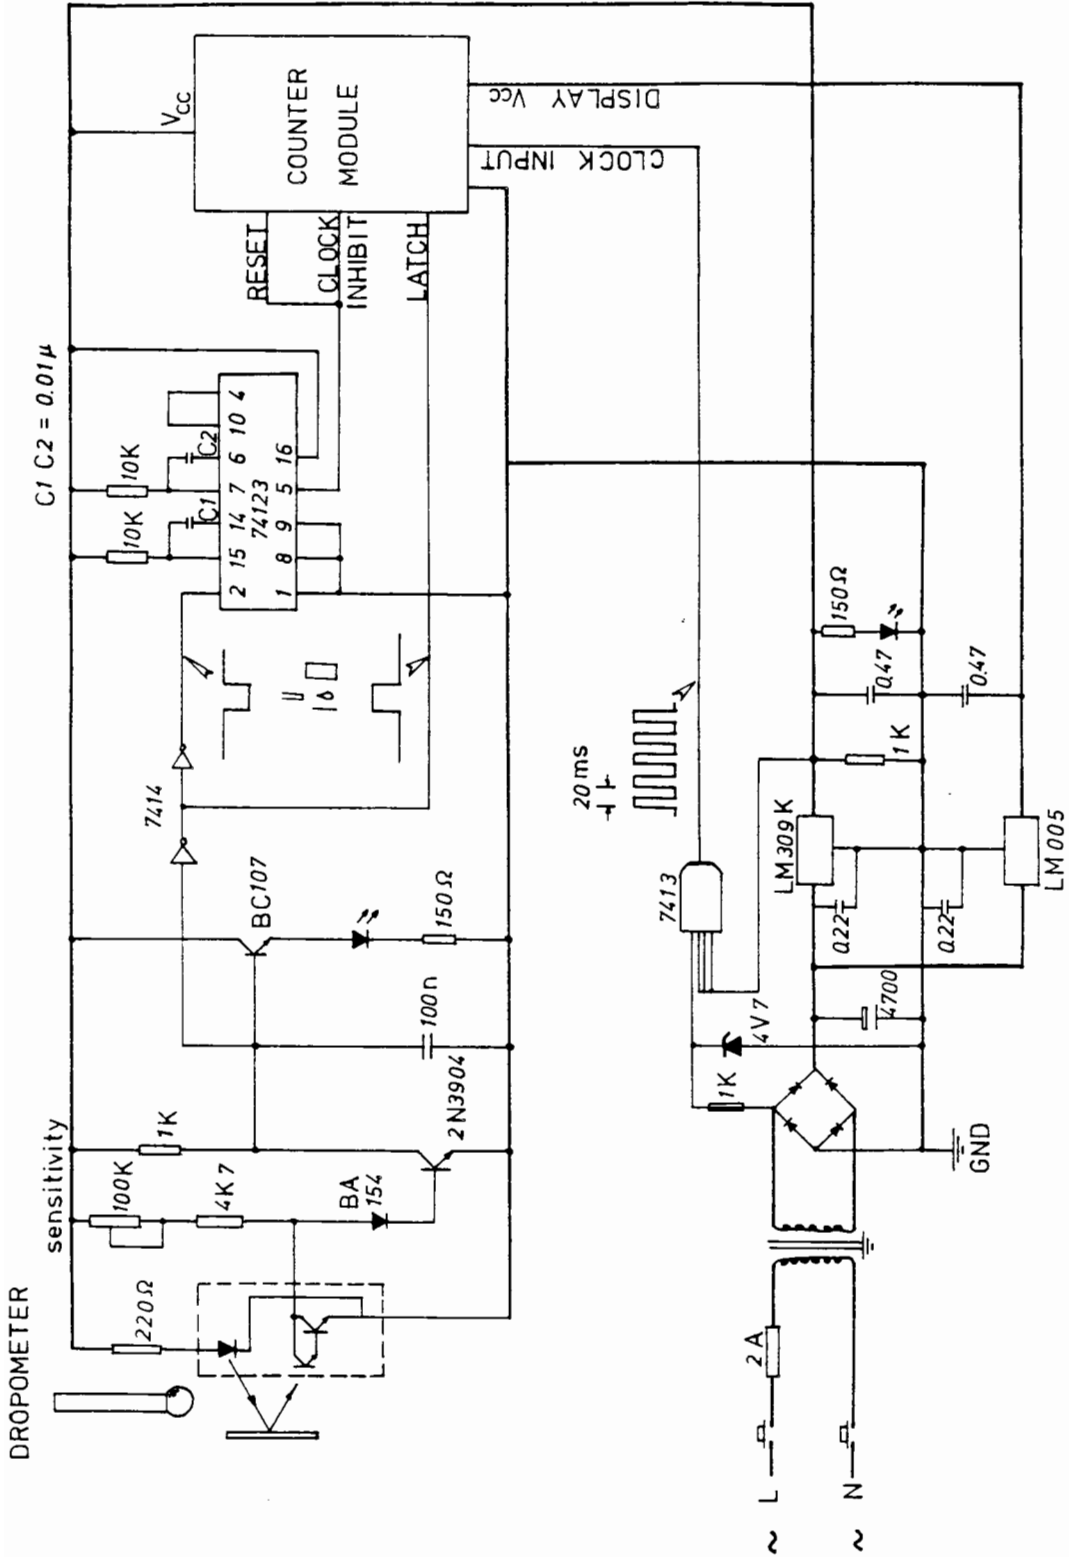 DROPOMETER
sensitivity
220Ω
100K
4K7
1K
BA
154
2N3904
100n
BC107
150Ω
7414
C1 C2 = 0.01µ
10K
10K
C1
C2
2 15 14 7 6 10 4
74123
1 8 9 5 16
VCC
COUNTER
MODULE
RESET
CLOCK
INHIBIT
LATCH
CLOCK INPUT
DISPLAY Vcc
20 ms
7413
1K
4V7
4700
0.22
0.22
LM309K
LM005
1K
0.47
0.47
150Ω
GND
2A
~ L
~ N